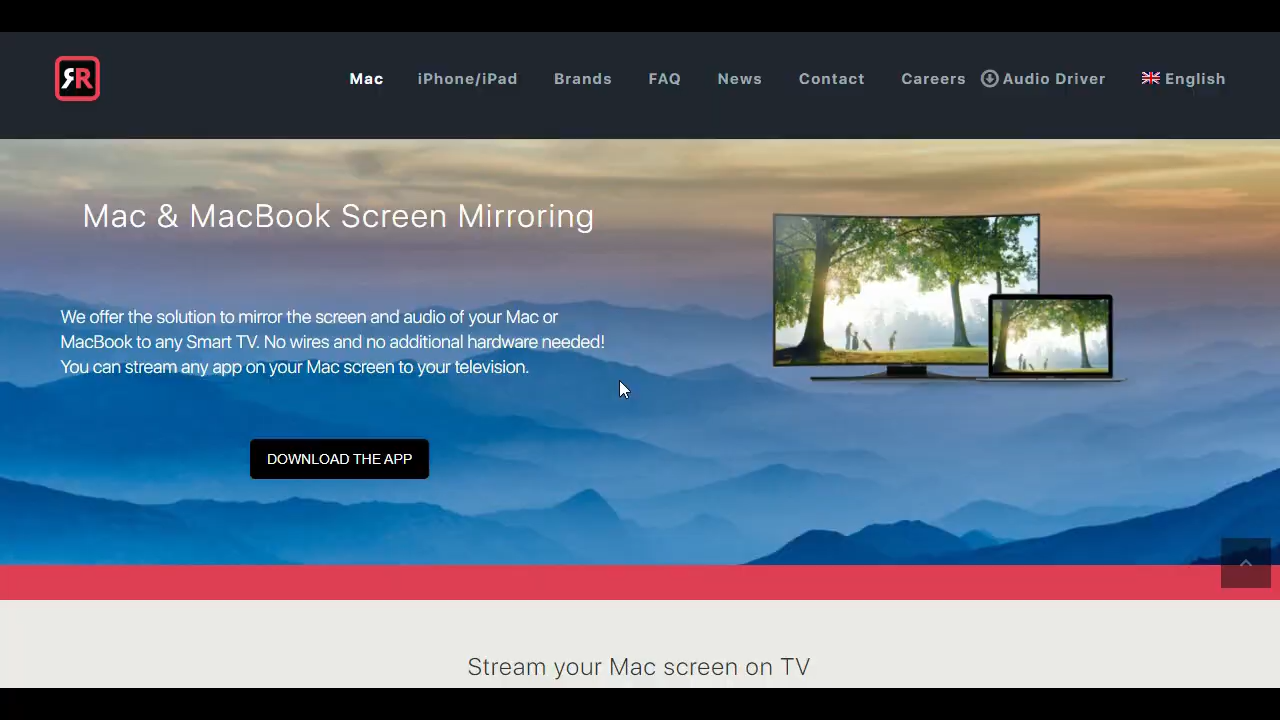 Mac iPhone/iPad Brands FAQ News Contact Careers Audio Driver English
Mac & MacBook Screen Mirroring
We offer the solution to mirror the screen and audio of your Mac or
MacBook to any Smart TV. No wires and no additional hardware needed!
You can stream any app on your Mac screen to your television.
DOWNLOAD THE APP
Stream your Mac screen on TV